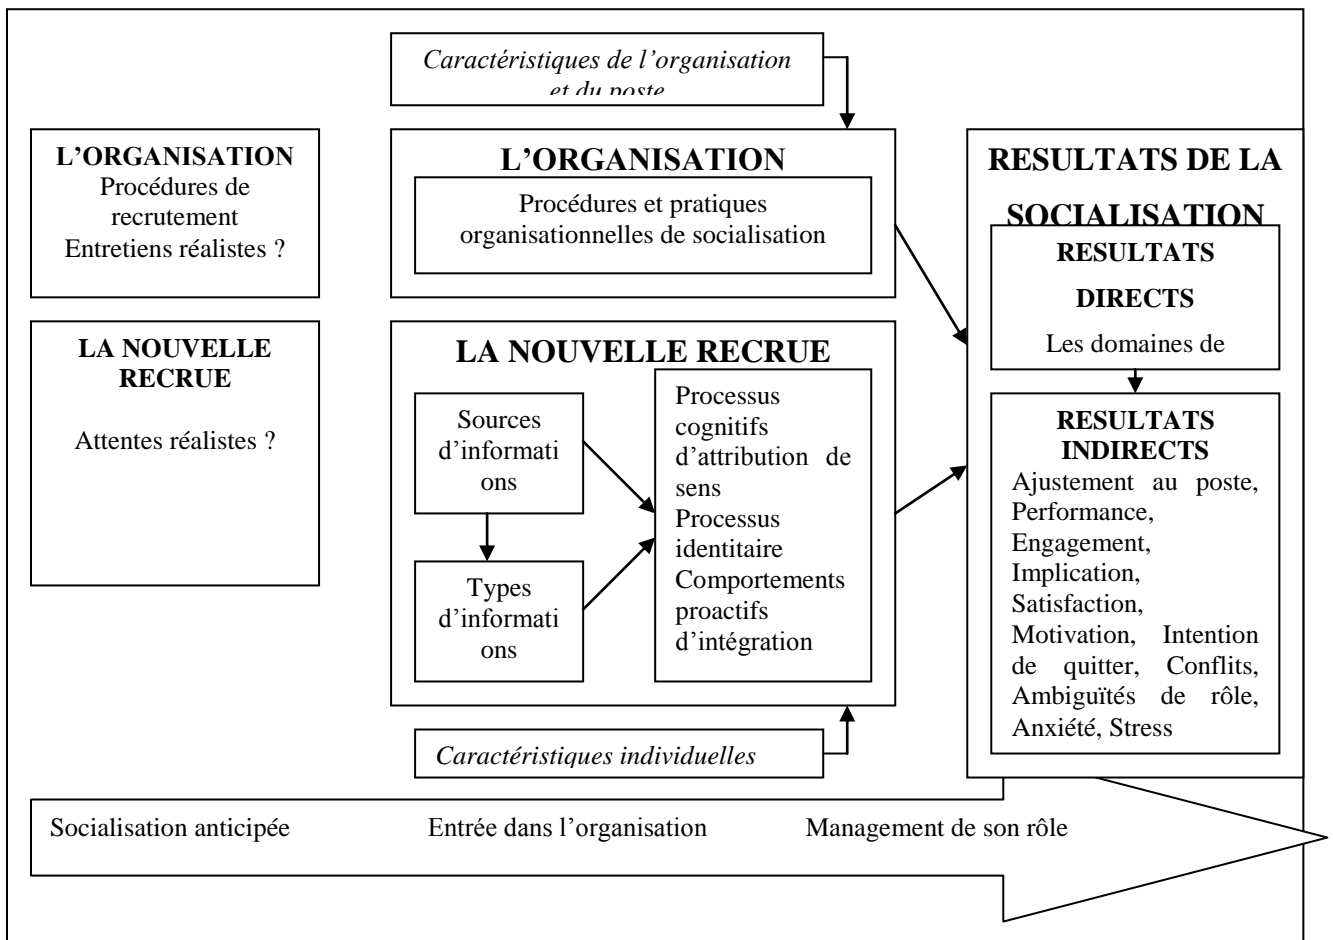 Caractéristiques de l’organisation
et du poste
L’ORGANISATION
Procédures de
recrutement
Entretiens réalistes ?
L’ORGANISATION
Procédures et pratiques
organisationnelles de socialisation
RESULTATS DE LA
SOCIALISATION
RESULTATS
DIRECTS
Les domaines de
LA NOUVELLE
RECRUE
Attentes réalistes ?
LA NOUVELLE RECRUE
Sources
d’informati
ons
Types
d’informati
ons
Processus
cognitifs
d’attribution de
sens
Processus
identitaire
Comportements
proactifs
d’intégration
RESULTATS
INDIRECTS
Ajustement au poste,
Performance,
Engagement,
Implication,
Satisfaction,
Motivation, Intention
de quitter, Conflits,
Ambiguïtés de rôle,
Anxiété, Stress
Caractéristiques individuelles
Socialisation anticipée
Entrée dans l’organisation
Management de son rôle